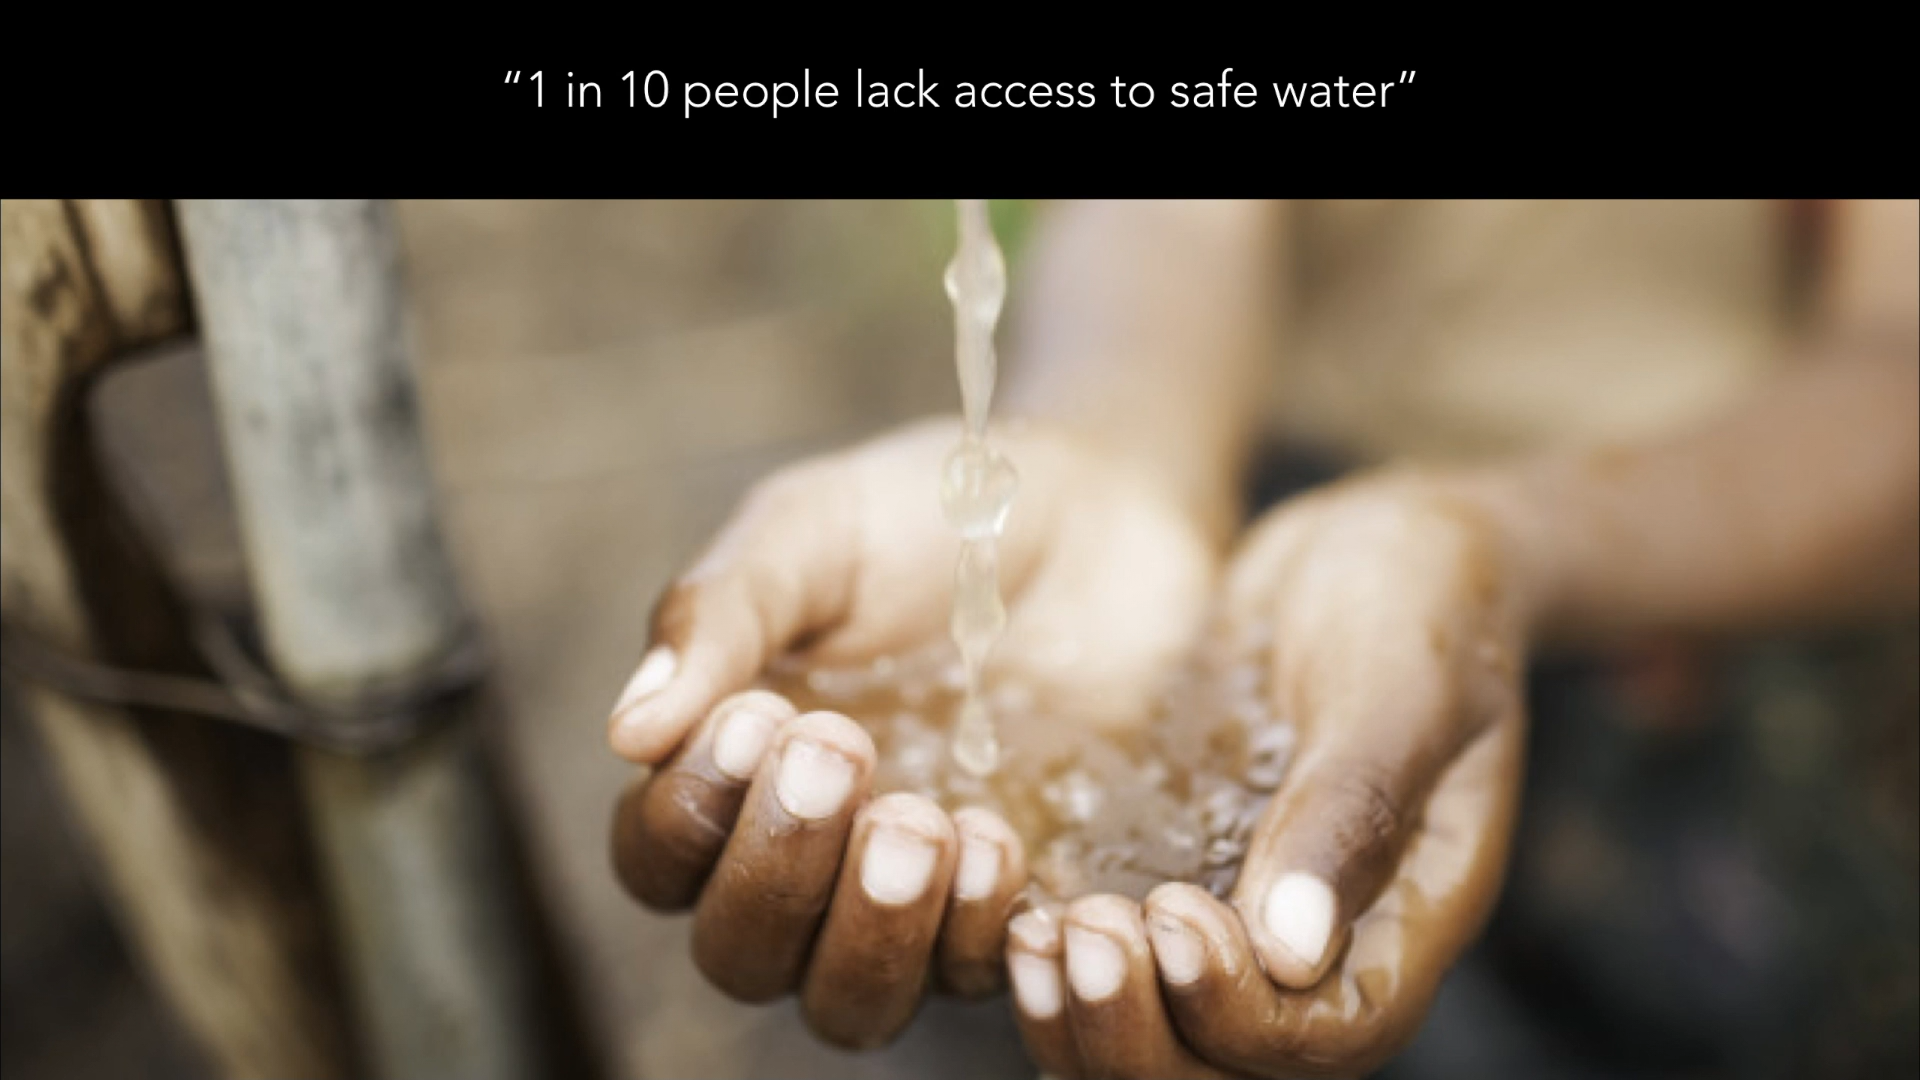 “1 in 10 people lack access to safe water”